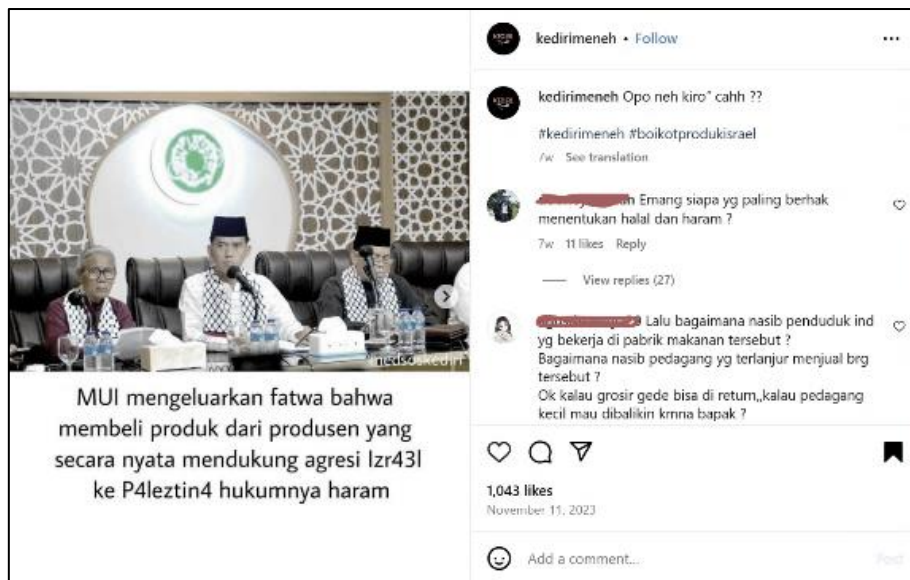 medsoskediri
MUI mengeluarkan fatwa bahwa
membeli produk dari produsen yang
secara nyata mendukung agresi Izr43l
ke P4leztin4 hukumnya haram
kedirimeneh • Follow
kedirimeneh Opo neh kiro" cahh ??
#kedirimeneh #boikotprodukisrael
7w See translation
Emang siapa yg paling berhak
menentukan halal dan haram ?
7w 11 likes Reply
View replies (27)
Lalu bagaimana nasib penduduk ind
yg bekerja di pabrik makanan tersebut ?
Bagaimana nasib pedagang yg terlanjur menjual brg
tersebut ?
Ok kalau grosir gede bisa di return,,kalau pedagang
kecil mau dibalikin kmna bapak ?
1,043 likes
November 11, 2023
Add a comment...
Post